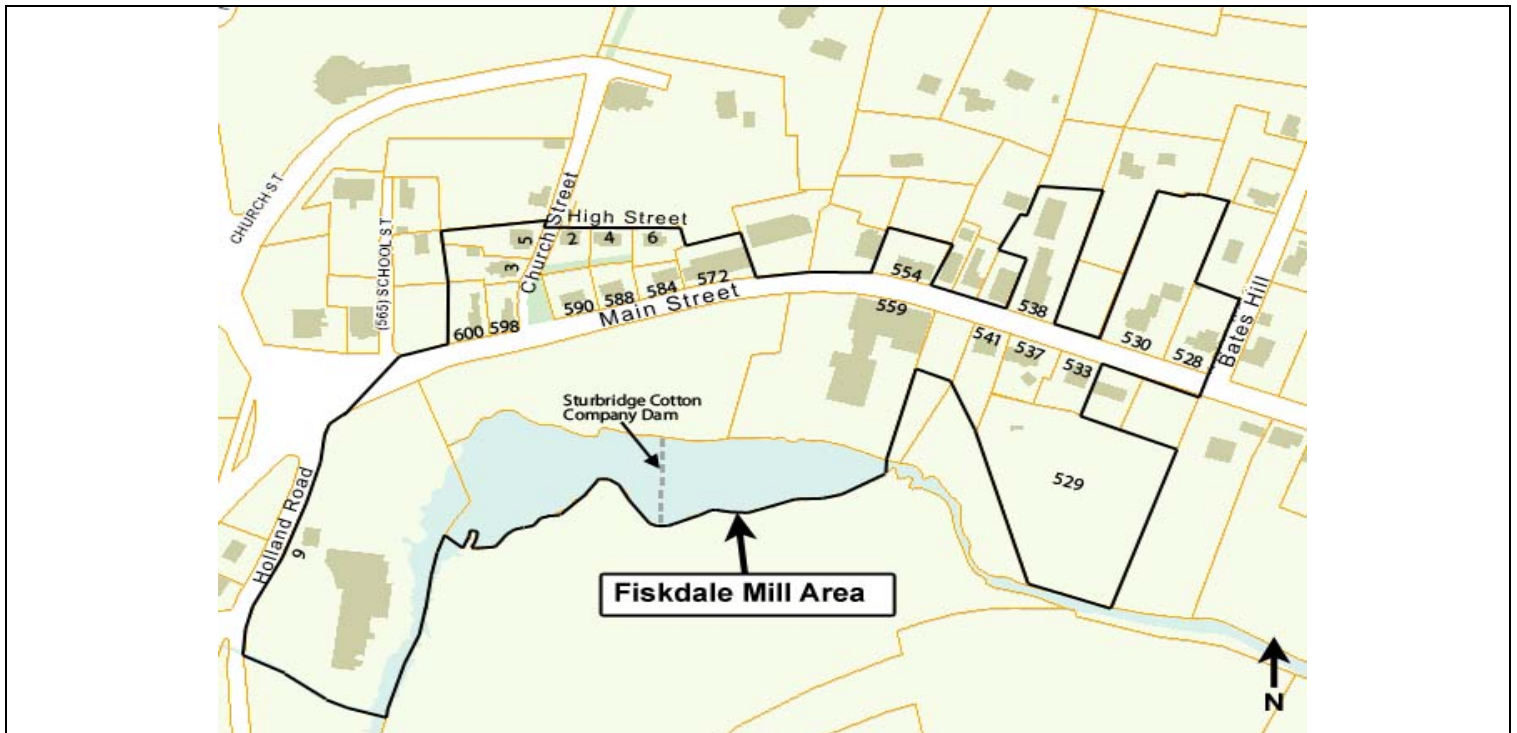 CHURCH ST
(565) SCHOOL ST
Church Street
High Street
5
2
4
6
3
572
584
588
590
598
600
Main Street
554
538
559
541
537
533
530
528
Bates Hill
Sturbridge Cotton
Company Dam
529
Holland Road
9
Fiskdale Mill Area
N